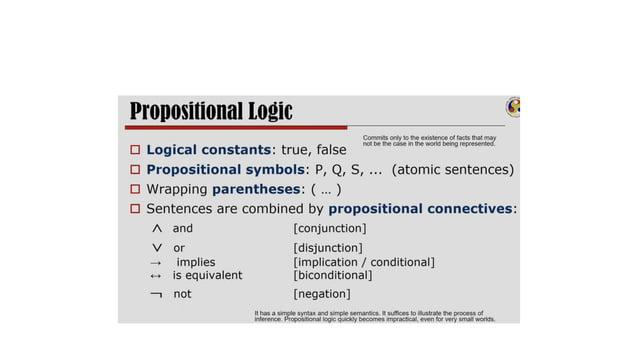 Propositional Logic
Commits only to the existence of facts that may
not be the case in the world being represented.
Logical constants: true, false
Propositional symbols: P, Q, S, ... (atomic sentences)
Wrapping parentheses: ( … )
Sentences are combined by propositional connectives:
∧ and [conjunction]
∨ or [disjunction]
→ implies [implication / conditional]
↔ is equivalent [biconditional]
¬ not [negation]
It has a simple syntax and simple semantics. It suffices to illustrate the process of
inference. Propositional logic quickly becomes impractical, even for very small worlds.